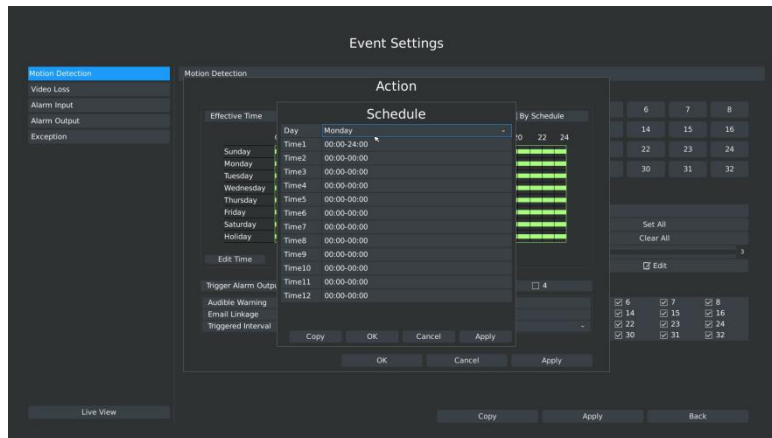 Event Settings
Motion Detection
Video Loss
Alarm Input
Alarm Output
Exception
Live View
Motion Detection
Action
Effective Time
By Schedule
20 22 24
Sunday
Monday
Tuesday
Wednesday
Thursday
Friday
Saturday
Holiday
Edit Time
Trigger Alarm Outpu
4
Audible Warning
Email Linkage
Triggered Interval
Schedule
Day Monday
Time1 00:00-24:00
Time2 00:00-00:00
Time3 00:00-00:00
Time4 00:00-00:00
Time5 00:00-00:00
Time6 00:00-00:00
Time7 00:00-00:00
Time8 00:00-00:00
Time9 00:00-00:00
Time10 00:00-00:00
Time11 00:00-00:00
Time12 00:00-00:00
Copy OK Cancel Apply
OK Cancel Apply
6 7 8
14 15 16
22 23 24
30 31 32
Set All
Clear All
3
Edit
6 7 8
14 15 16
22 23 24
30 31 32
Copy Apply Back